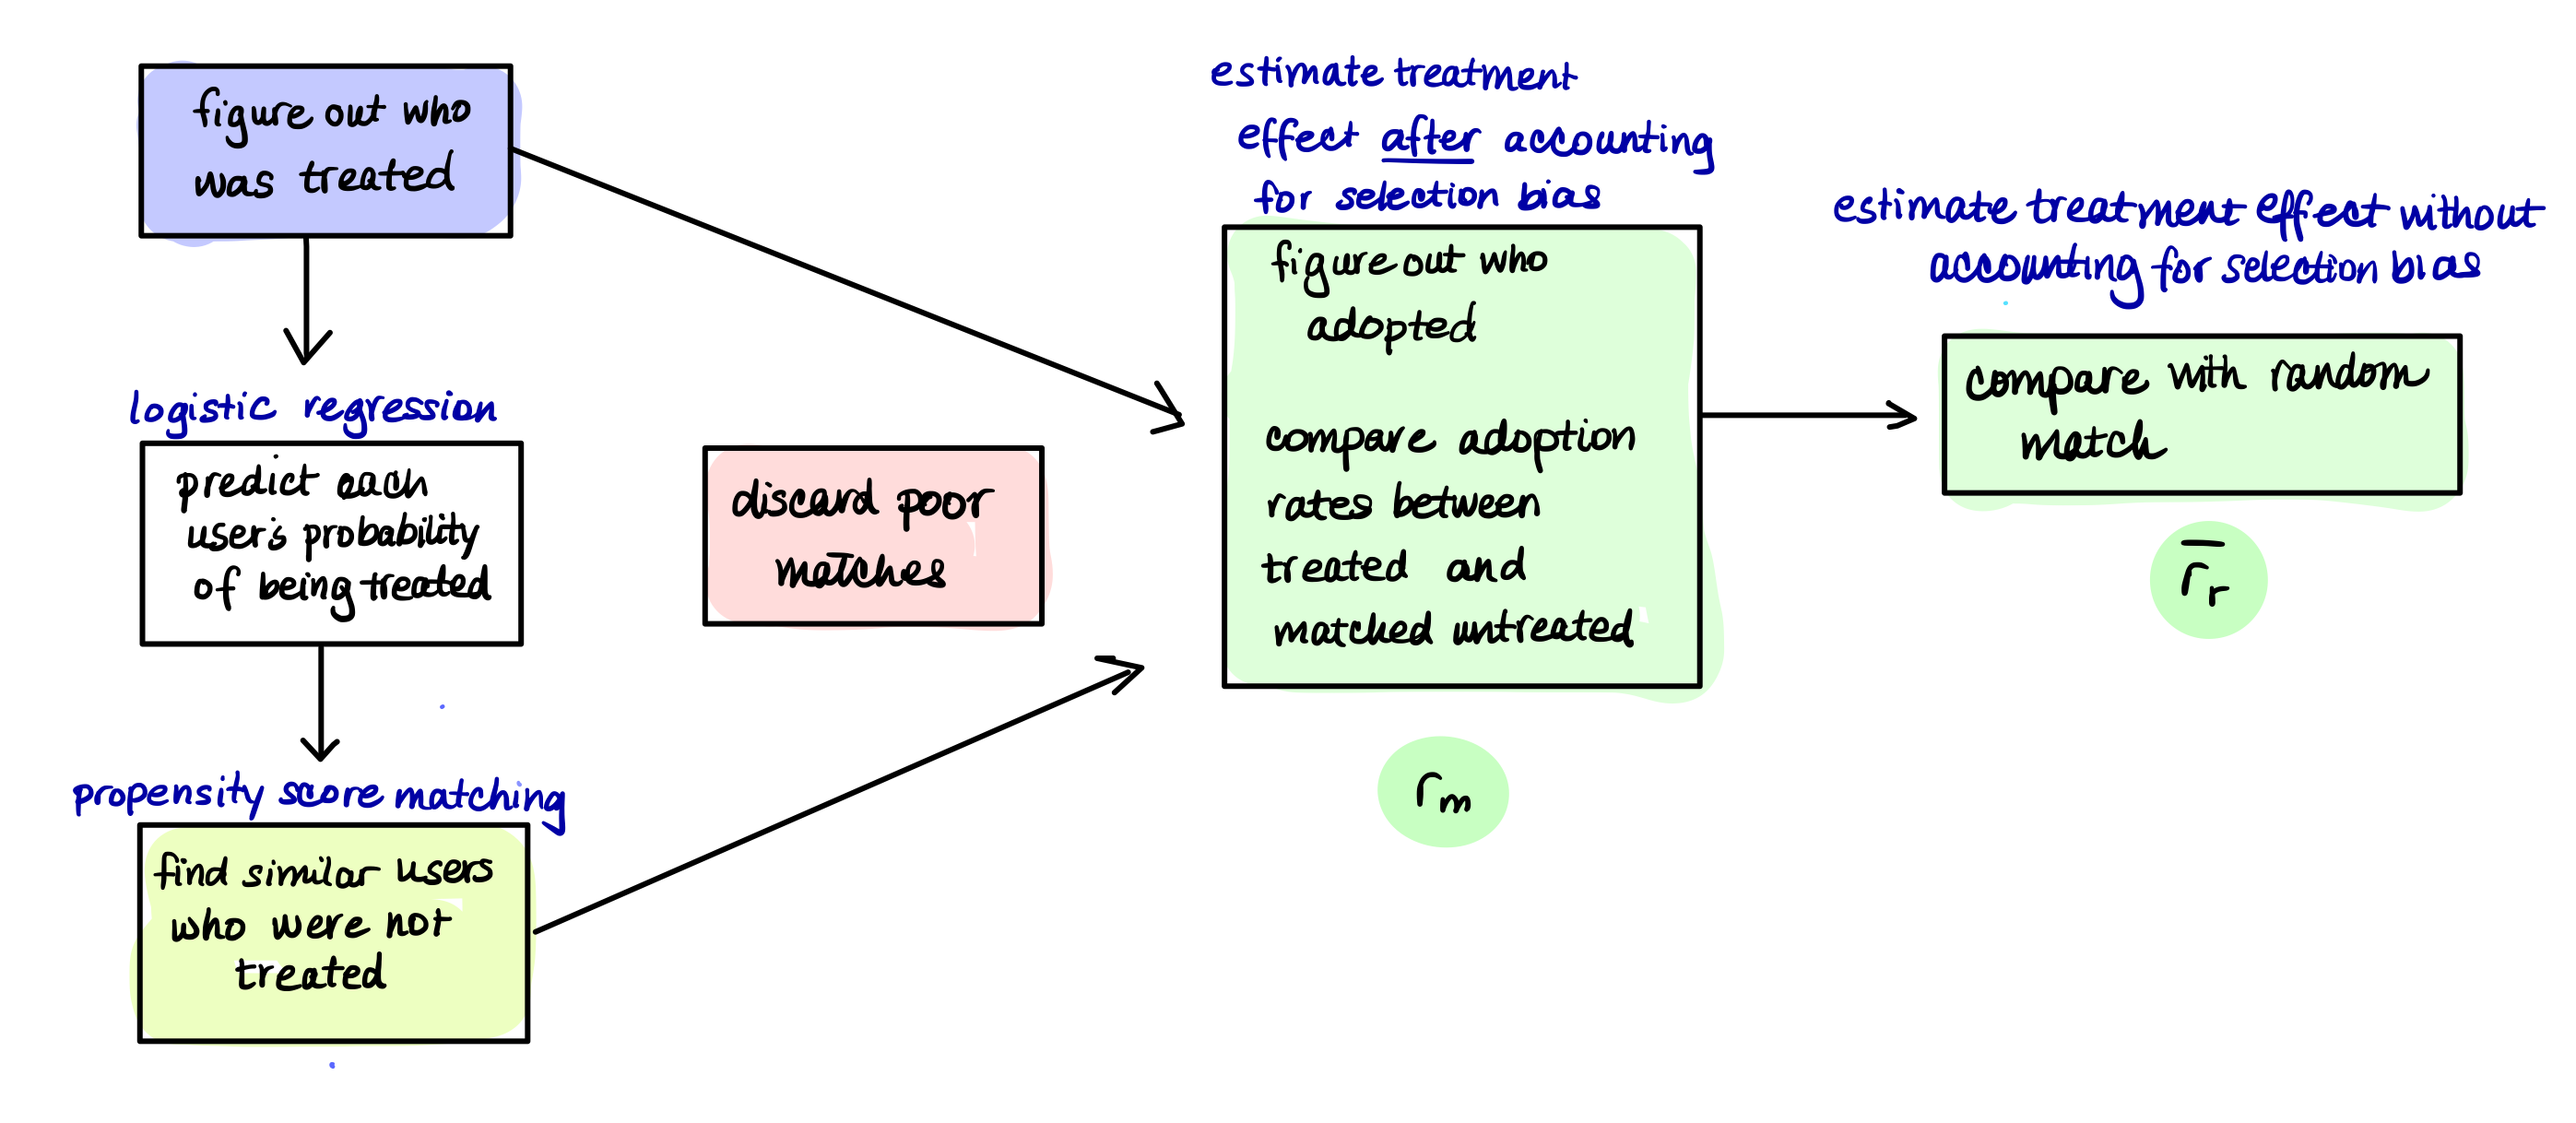 figure out who
was treated
logistic regression
predict each
user's probability
of being treated
propensity score matching
find similar users
who were not
treated
discard poor
matches
estimate treatment
effect after accounting
for selection bias
figure out who
adopted
compare adoption
rates between
treated and
matched untreated
rm
estimate treatment effect without
accounting for selection bias
compare with random
match
r̅r